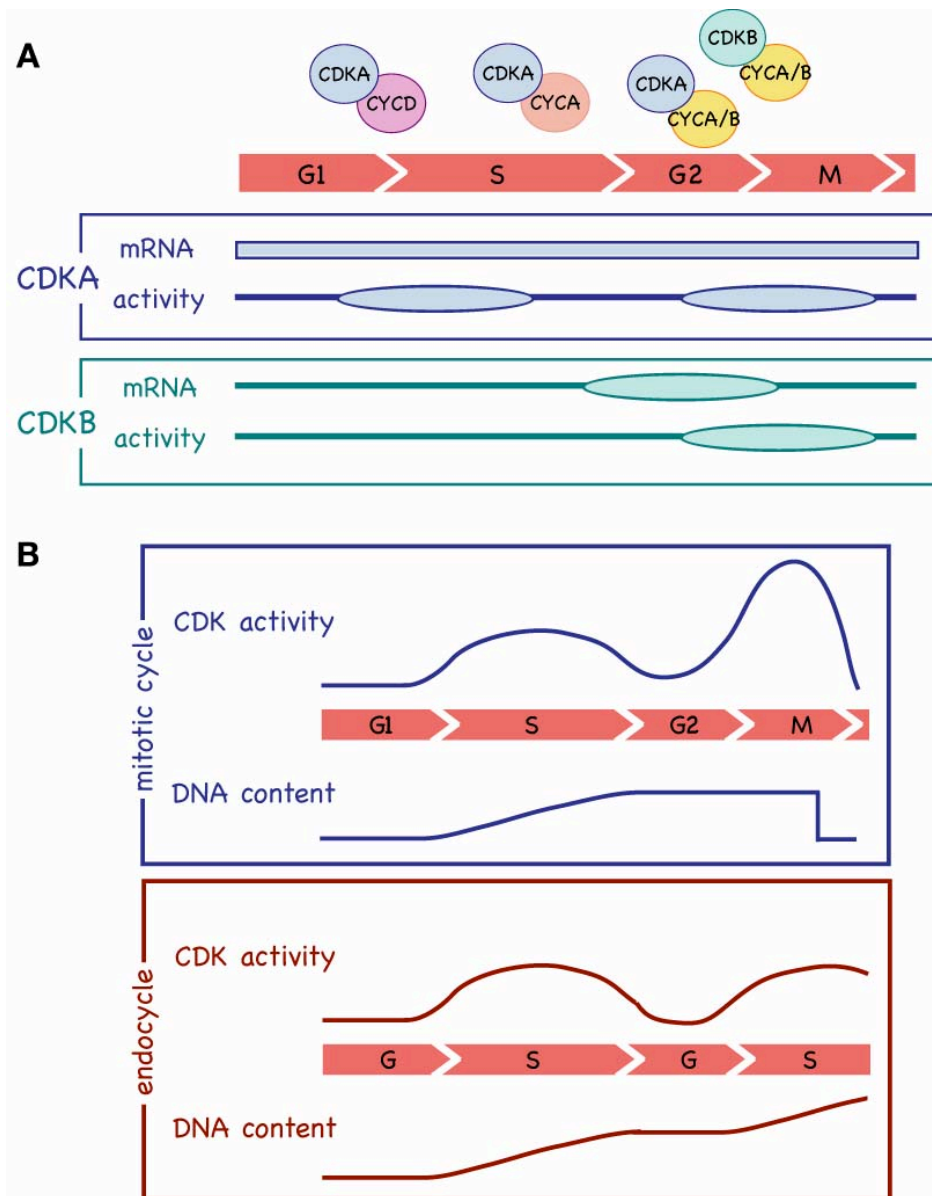 A
CDKA
CYCD
CDKA
CYCA
CDKA
CYCA/B
CDKB
CYCA/B
G1 S G2 M
CDKA
mRNA
activity
CDKB
mRNA
activity
B
mitotic cycle
CDK activity
G1 S G2 M
DNA content
endocycle
CDK activity
G S G S
DNA content